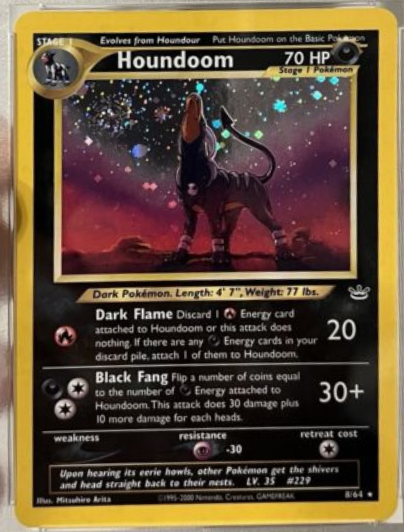 STAGE 1 Evolves from Houndour Put Houndoom on the Basic Pokémon
Houndoom 70 HP
Stage 1 Pokémon
Dark Pokémon. Length: 4' 7", Weight: 77 lbs.
Dark Flame Discard 1 Energy card
attached to Houndoom or this attack does
nothing. If there are any Energy cards in your
discard pile, attach 1 of them to Houndoom.
20
Black Fang Flip a number of coins equal
to the number of Energy attached to
Houndoom. This attack does 30 damage plus
10 more damage for each heads.
30+
weakness resistance retreat cost
-30
Upon hearing its eerie howls, other Pokémon get the shivers
and head straight back to their nests. LV. 35 #229
Illus. Mitsuhiro Arita ©1995-2000 Nintendo, Creatures, GAMEFREAK. 8/64 ★